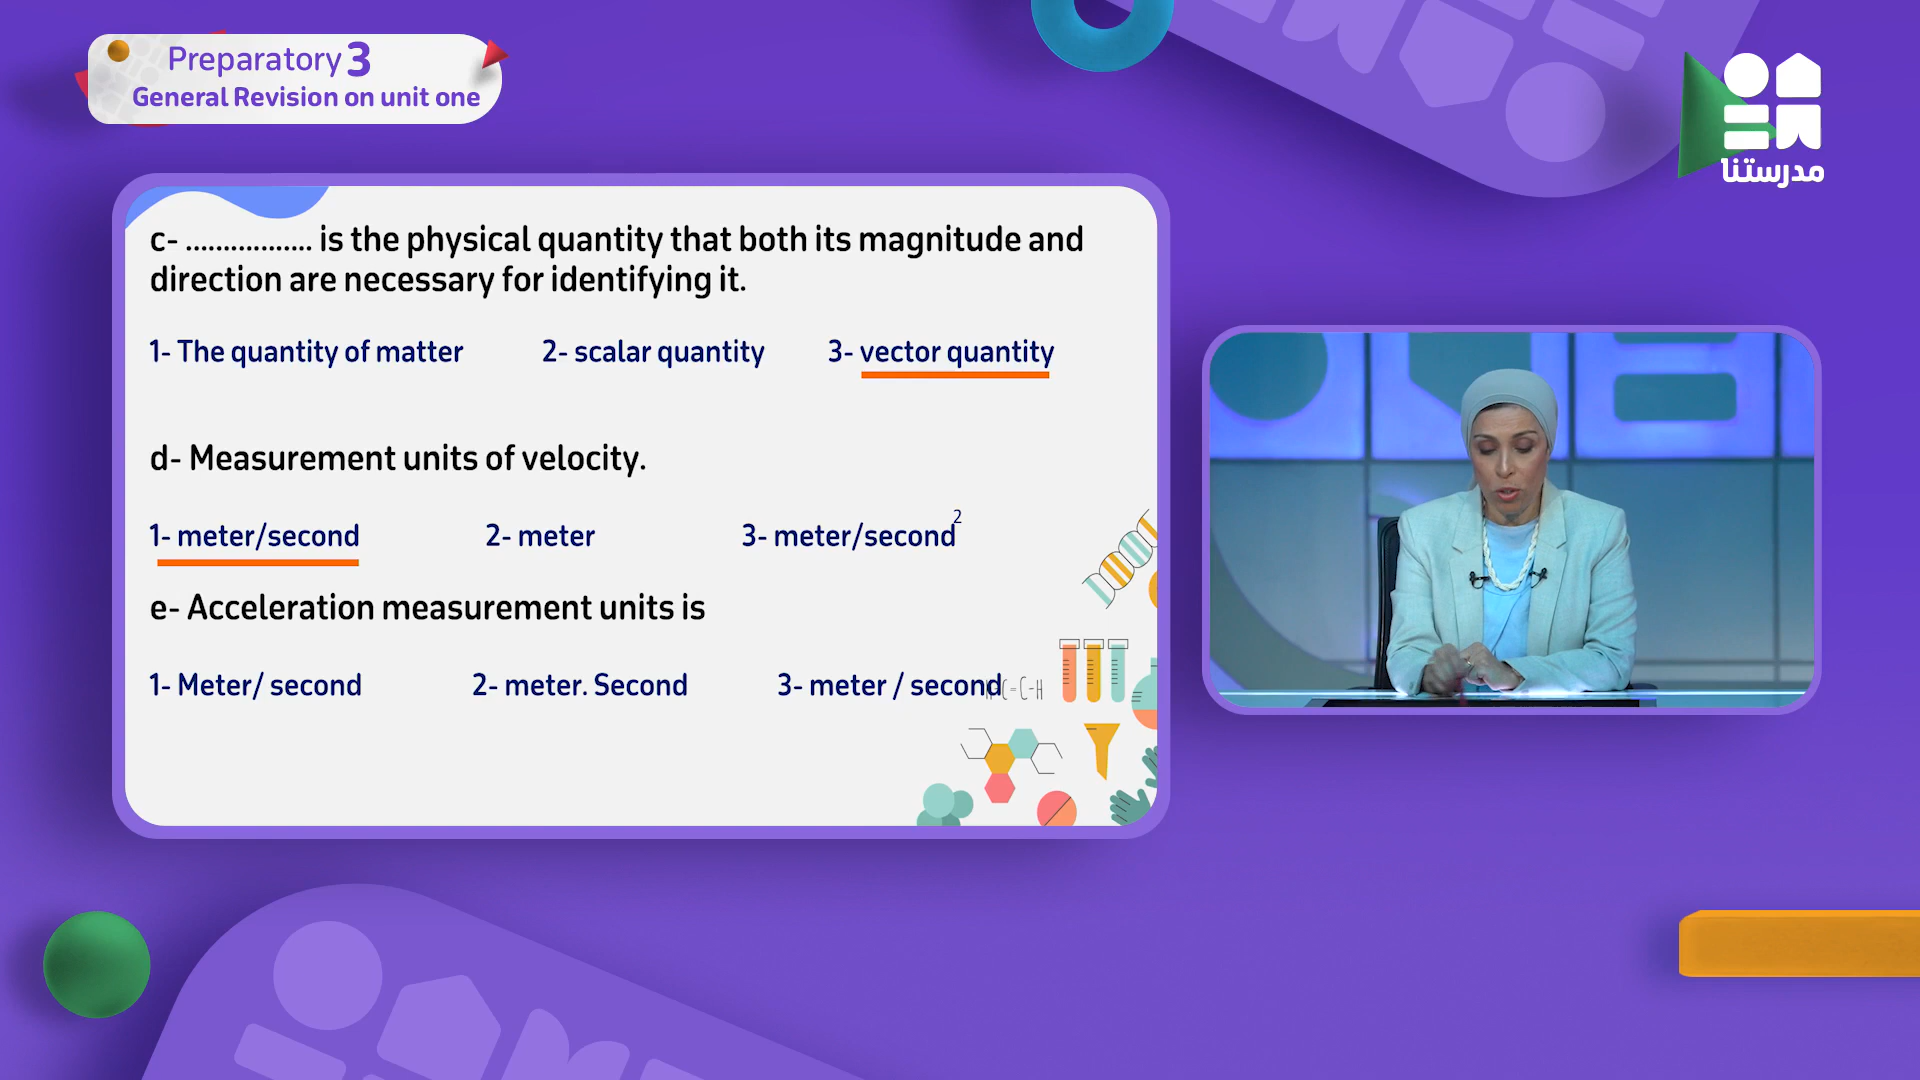 Preparatory 3
General Revision on unit one
مدرستنا
c- ................. is the physical quantity that both its magnitude and
direction are necessary for identifying it.
1- The quantity of matter 2- scalar quantity 3- vector quantity
d- Measurement units of velocity.
1- meter/second 2- meter 3- meter/second²
e- Acceleration measurement units is
1- Meter/ second 2- meter. Second 3- meter / second